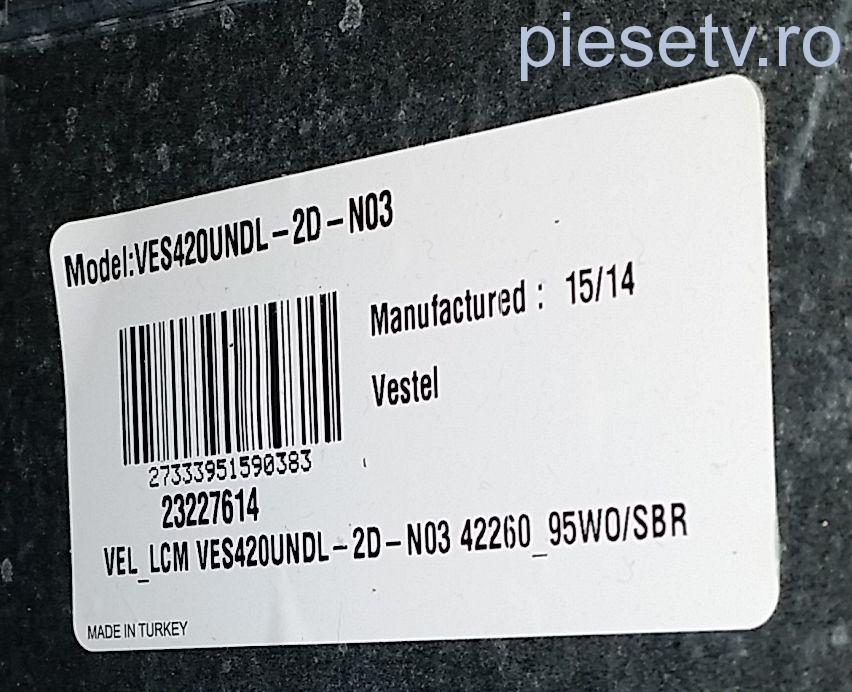 piesetv.ro
Model:VES420UNDL-2D-N03
Manufactured : 15/14
Vestel
27333951590383
23227614
VEL_LCM VES420UNDL-2D-N03 42260_95WO/SBR
MADE IN TURKEY